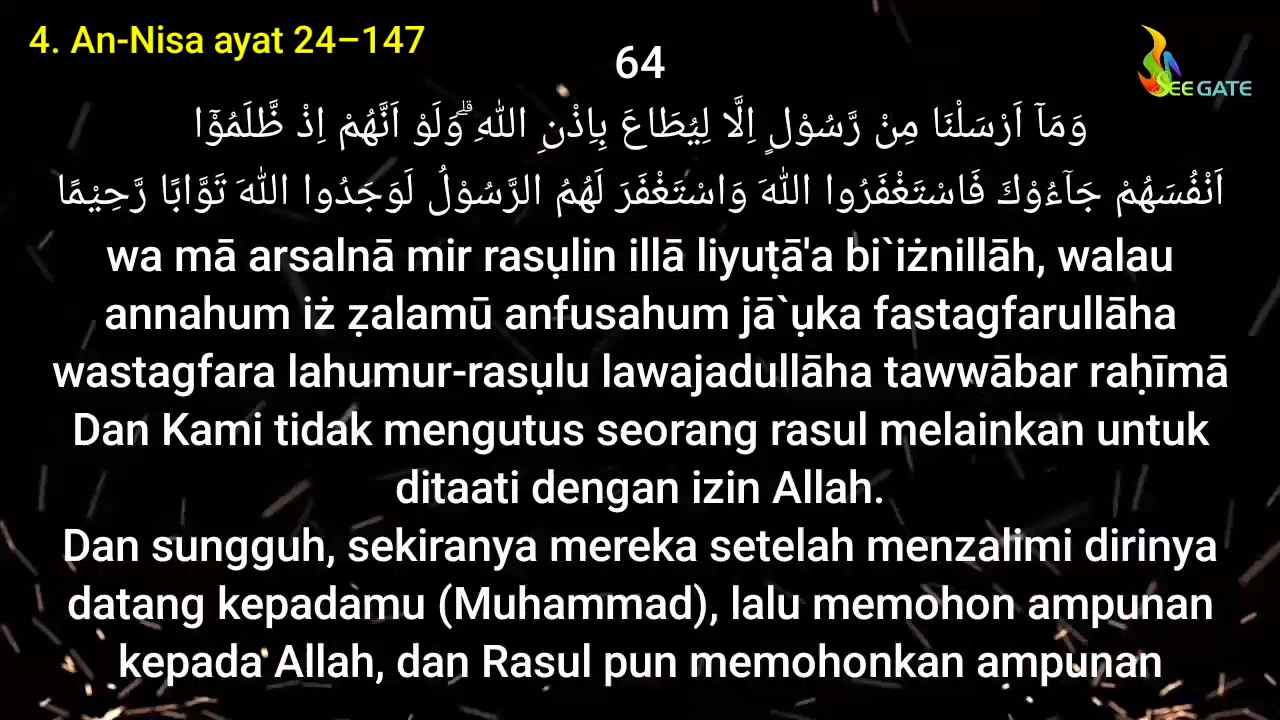 4. An-Nisa ayat 24–147
64
SEE GATE
وَمَآ اَرْسَلْنَا مِنْ رَّسُوْلٍ اِلَّا لِيُطَاعَ بِاِذْنِ اللّٰهِ ۗوَلَوْ اَنَّهُمْ اِذْ ظَّلَمُوْٓا
اَنْفُسَهُمْ جَاۤءُوْكَ فَاسْتَغْفَرُوا اللّٰهَ وَاسْتَغْفَرَ لَهُمُ الرَّسُوْلُ لَوَجَدُوا اللّٰهَ تَوَّابًا رَّحِيْمًا
wa mā arsalnā mir rasụlin illā liyuṭā'a bi`iżnillāh, walau
annahum iż ẓalamū anfusahum jā`ụka fastagfarullāha
wastagfara lahumur-rasụlu lawajadullāha tawwābar raḥīmā
Dan Kami tidak mengutus seorang rasul melainkan untuk
ditaati dengan izin Allah.
Dan sungguh, sekiranya mereka setelah menzalimi dirinya
datang kepadamu (Muhammad), lalu memohon ampunan
kepada Allah, dan Rasul pun memohonkan ampunan